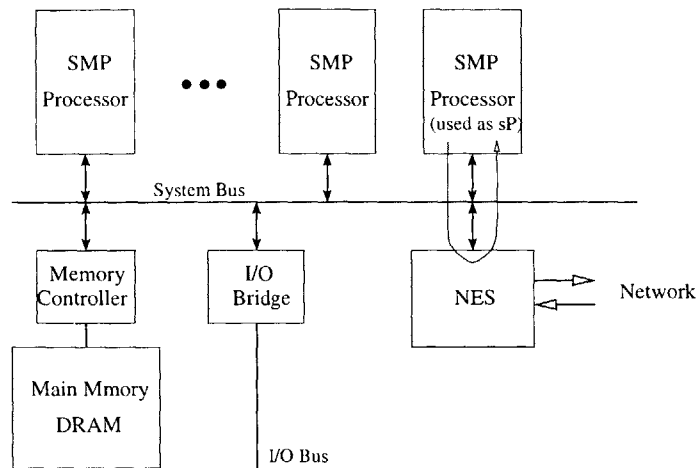 SMP
Processor
SMP
Processor
SMP
Processor
(used as sP)
System Bus
Memory
Controller
I/O
Bridge
NES
Network
Main Mmory
DRAM
I/O Bus